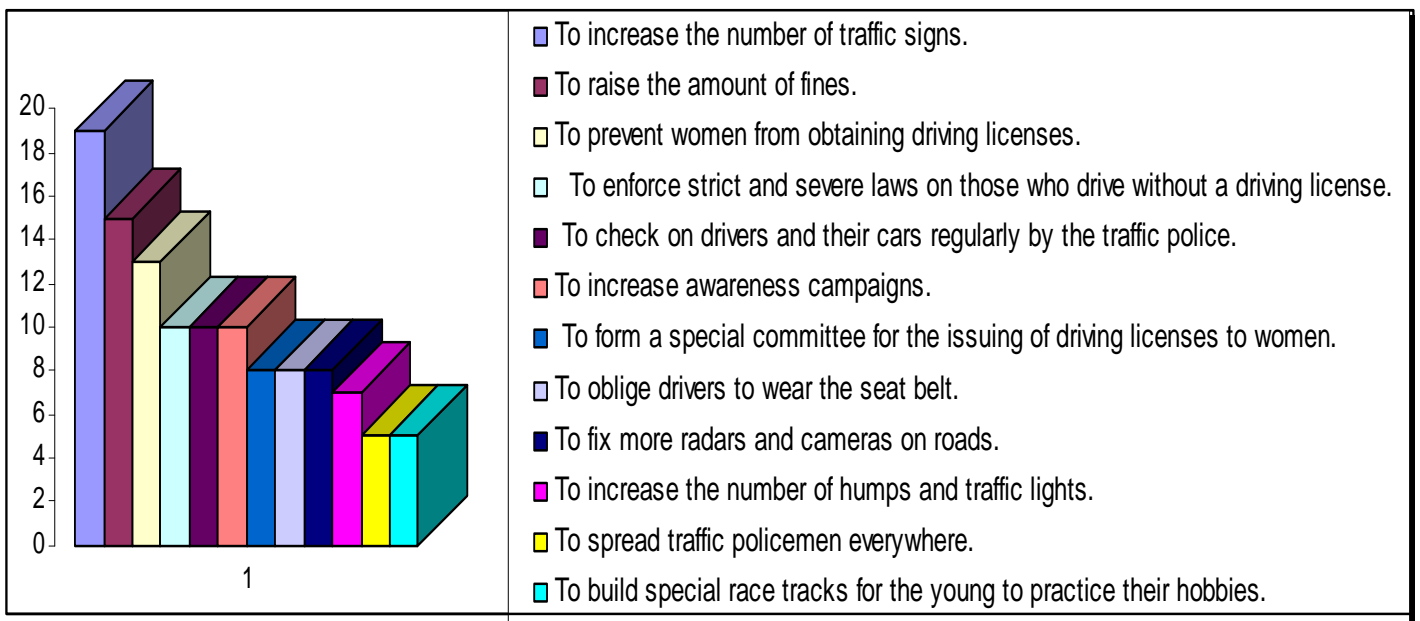 20
18
16
14
12
10
8
6
4
2
0
1
To increase the number of traffic signs.
To raise the amount of fines.
To prevent women from obtaining driving licenses.
To enforce strict and severe laws on those who drive without a driving license.
To check on drivers and their cars regularly by the traffic police.
To increase awareness campaigns.
To form a special committee for the issuing of driving licenses to women.
To oblige drivers to wear the seat belt.
To fix more radars and cameras on roads.
To increase the number of humps and traffic lights.
To spread traffic policemen everywhere.
To build special race tracks for the young to practice their hobbies.